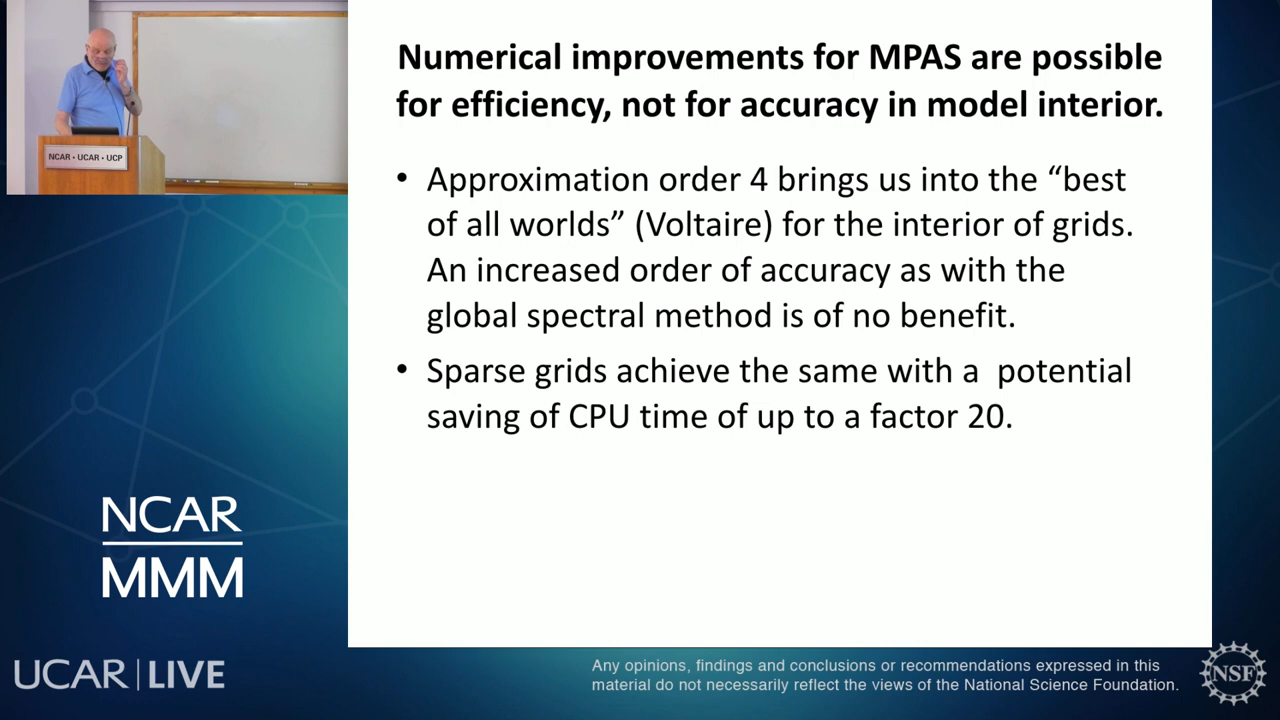 NCAR • UCAR • UCP
Numerical improvements for MPAS are possible
for efficiency, not for accuracy in model interior.
• Approximation order 4 brings us into the “best
of all worlds” (Voltaire) for the interior of grids.
An increased order of accuracy as with the
global spectral method is of no benefit.
• Sparse grids achieve the same with a  potential
saving of CPU time of up to a factor 20.
NCAR
MMM
UCAR | LIVE
Any opinions, findings and conclusions or recommendations expressed in this
material do not necessarily reflect the views of the National Science Foundation.
NSF